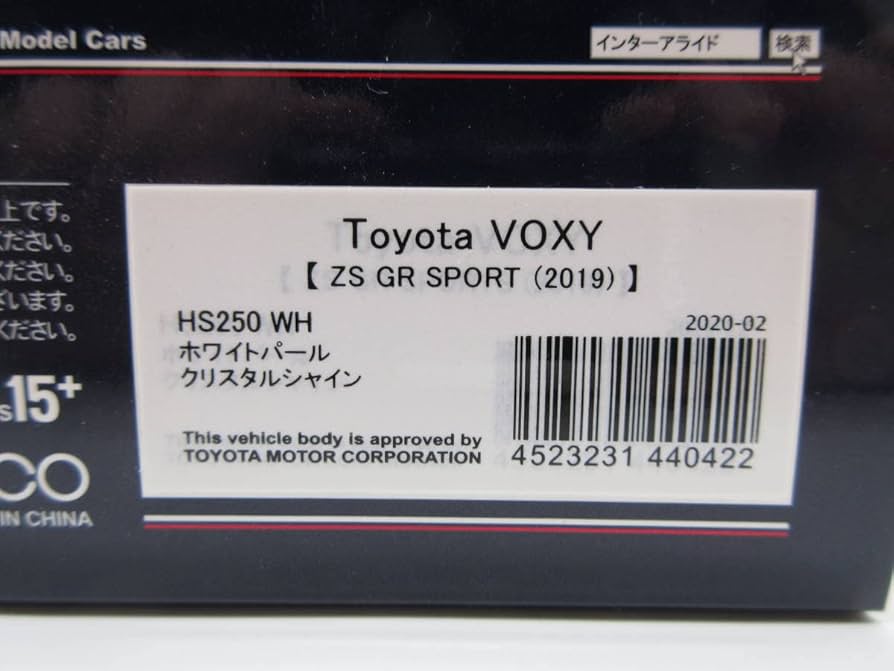 Model Cars
インターアライド 検索
上です。
ださい。
ください。
ざいます。
ください。
s15+
CO
IN CHINA
Toyota VOXY
【 ZS GR SPORT (2019) 】
HS250 WH
2020-02
ホワイトパール
クリスタルシャイン
This vehicle body is approved by
TOYOTA MOTOR CORPORATION
4523231 440422